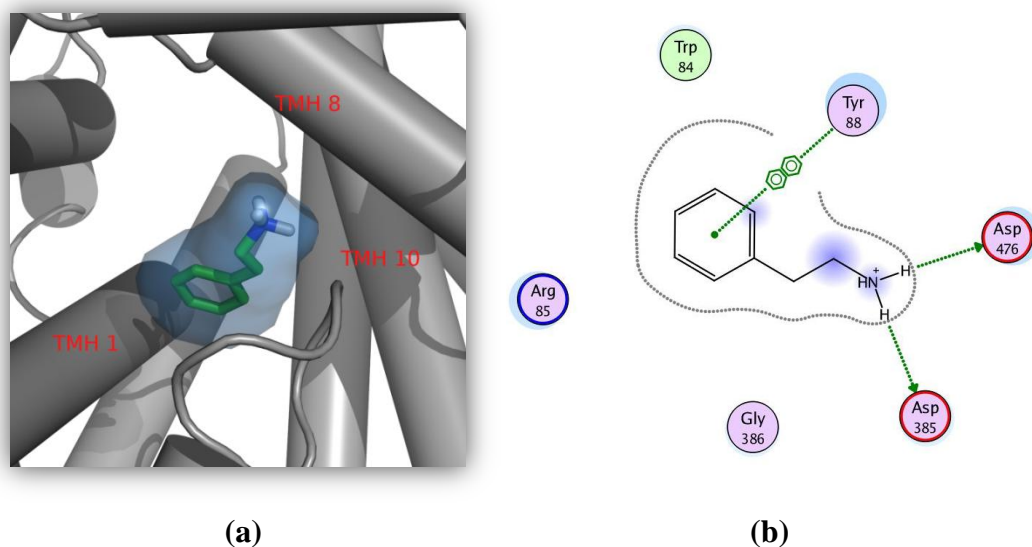 TMH 8
TMH 10
TMH 1
Trp
84
Tyr
88
Asp
476
Arg
85
+
HN
H
H
Gly
386
Asp
385
(a)
(b)